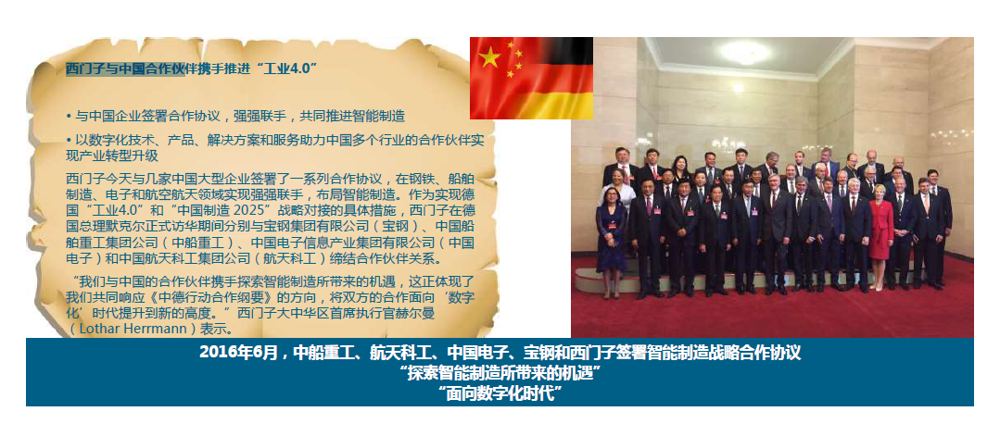 西门子与中国合作伙伴携手推进“工业4.0”
• 与中国企业签署合作协议，强强联手，共同推进智能制造
• 以数字化技术、产品、解决方案和服务助力中国多个行业的合作伙伴实
现产业转型升级
西门子今天与几家中国大型企业签署了一系列合作协议，在钢铁、船舶
制造、电子和航空航天领域实现强强联手，布局智能制造。作为实现德
国“工业4.0”和“中国制造 2025”战略对接的具体措施，西门子在德
国总理默克尔正式访华期间分别与宝钢集团有限公司（宝钢）、中国船
舶重工集团公司（中船重工）、中国电子信息产业集团有限公司（中国
电子）和中国航天科工集团公司（航天科工）缔结合作伙伴关系。
“我们与中国的合作伙伴携手探索智能制造所带来的机遇，这正体现了
我们共同响应《中德行动合作纲要》的方向，将双方的合作面向‘数字
化’时代提升到新的高度。”西门子大中华区首席执行官赫尔曼
（Lothar Herrmann）表示。
2016年6月，中船重工、航天科工、中国电子、宝钢和西门子签署智能制造战略合作协议
“探索智能制造所带来的机遇”
“面向数字化时代”